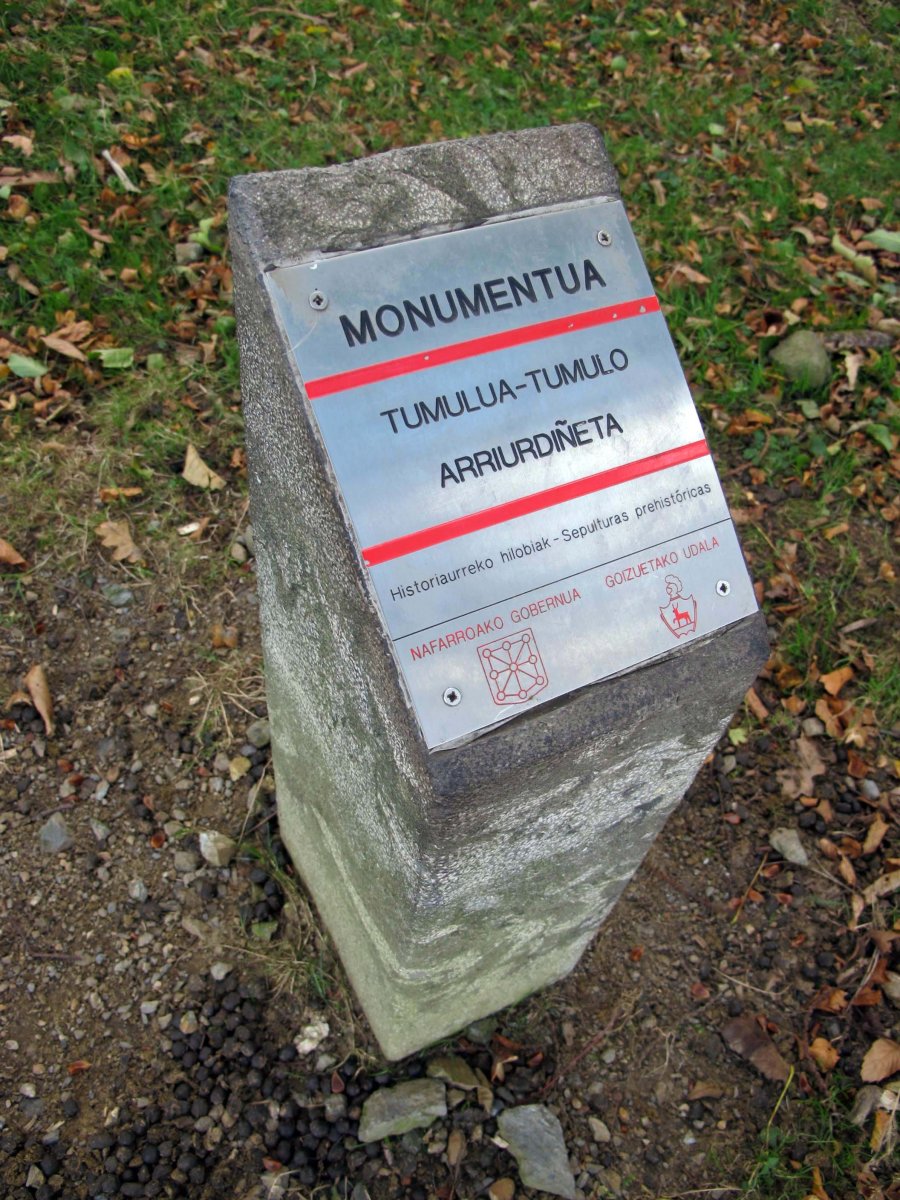 MONUMENTUA
TUMULUA-TUMULO
ARRIURDIÑETA
Historiaurreko hilobiak - Sepulturas prehistóricas
NAFARROAKO GOBERNUA
GOIZUETAKO UDALA